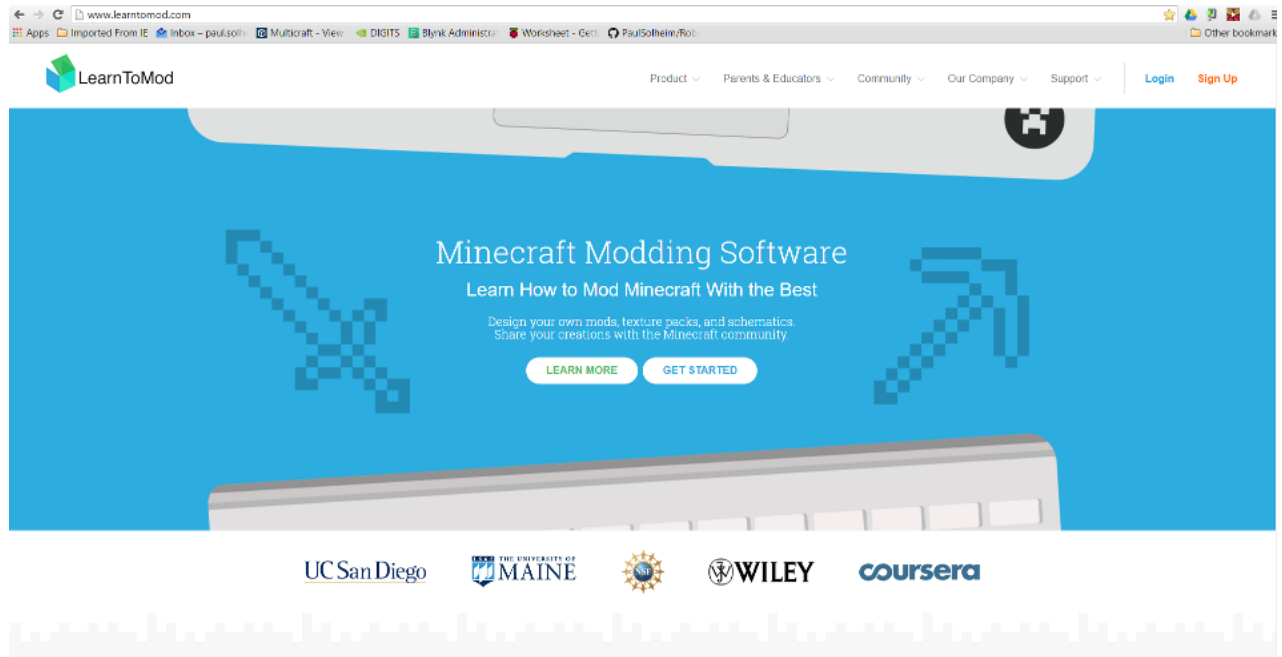 www.learntomod.com
Apps Imported From IE Inbox – paul.solh Multicraft - View DIGITS Blynk Administra Worksheet - Gett PaulSolheim/Rob Other bookmark
LearnToMod Product Parents & Educators Community Our Company Support Login Sign Up
Minecraft Modding Software
Learn How to Mod Minecraft With the Best
Design your own mods, texture packs, and schematics.
Share your creations with the Minecraft community.
LEARN MORE GET STARTED
UC San Diego THE UNIVERSITY OF MAINE NSF WILEY coursera